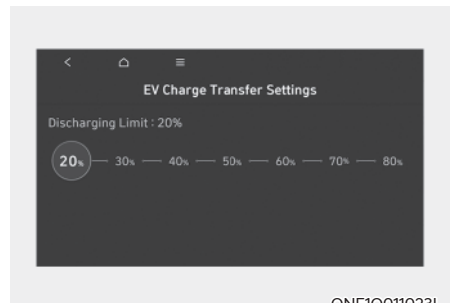 EV Charge Transfer Settings
Discharging Limit : 20%
20% 30% 40% 50% 60% 70% 80%